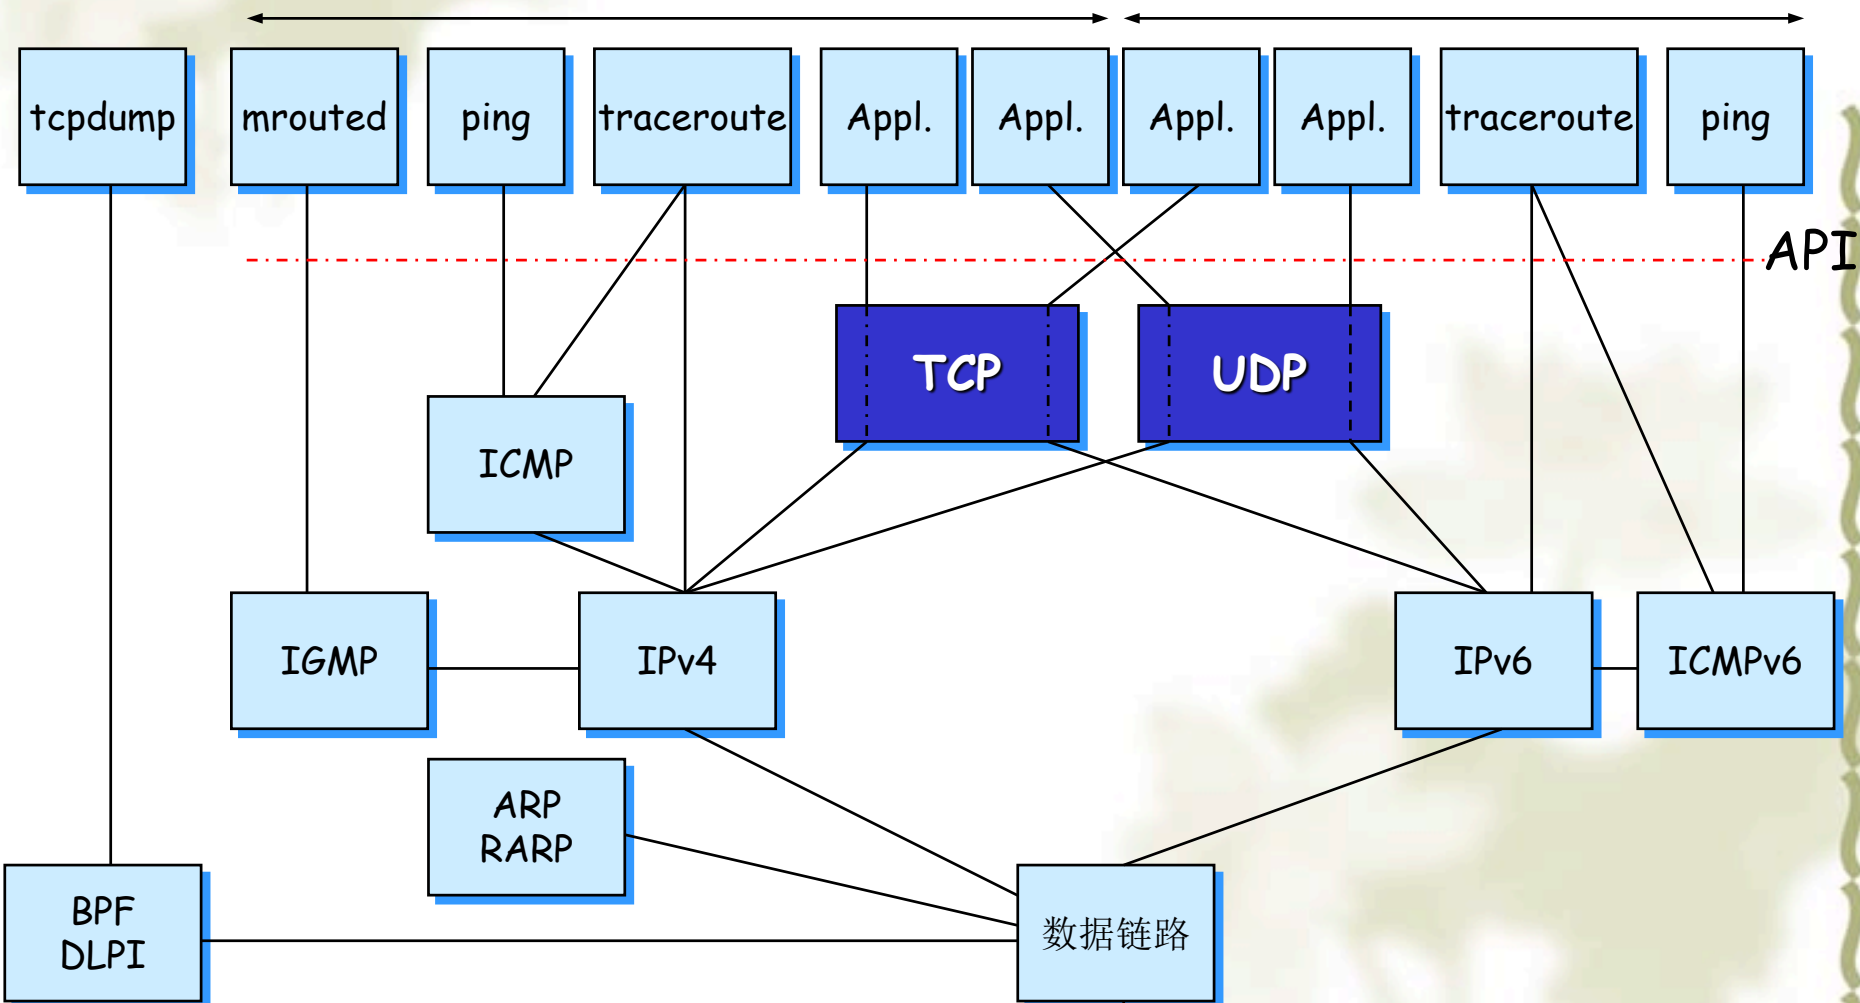 tcpdump
mrouted
ping
traceroute
Appl.
Appl.
Appl.
Appl.
traceroute
ping
API
TCP
UDP
ICMP
IGMP
IPv4
IPv6
ICMPv6
ARP
RARP
BPF
DLPI
数据链路